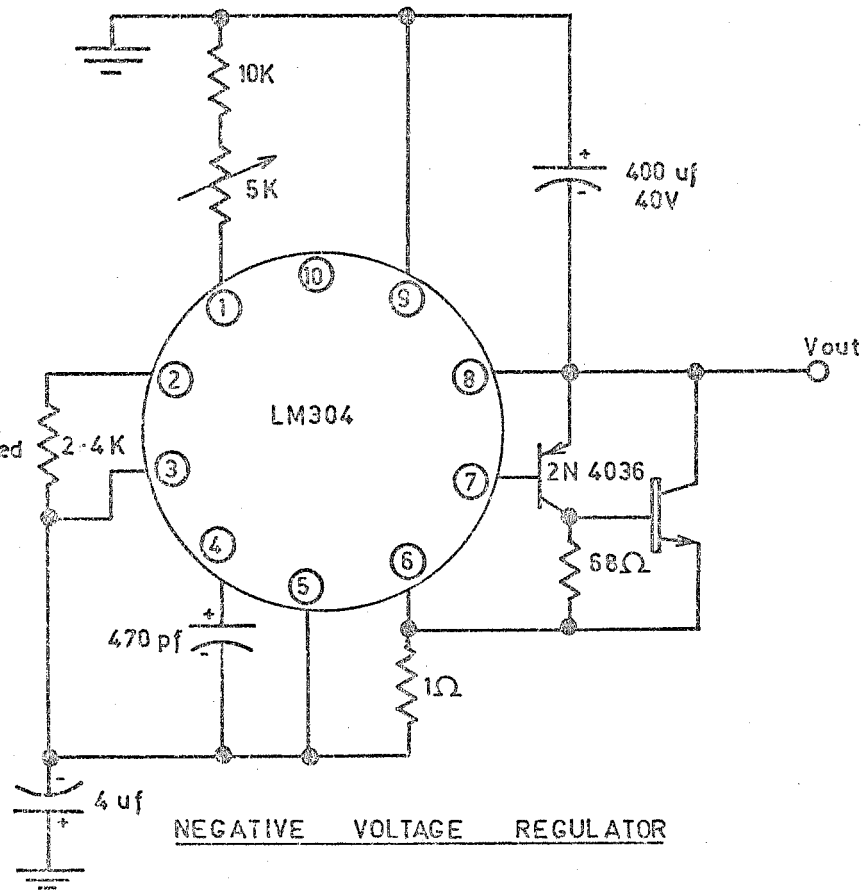 10K
5K
+
400 uf
-
40V
10
1
9
Vout
2
8
LM304
ed
2.4K
3
7
2N 4036
4
6
5
68Ω
+
470 pf
-
1Ω
-
4 uf
+
NEGATIVE VOLTAGE REGULATOR